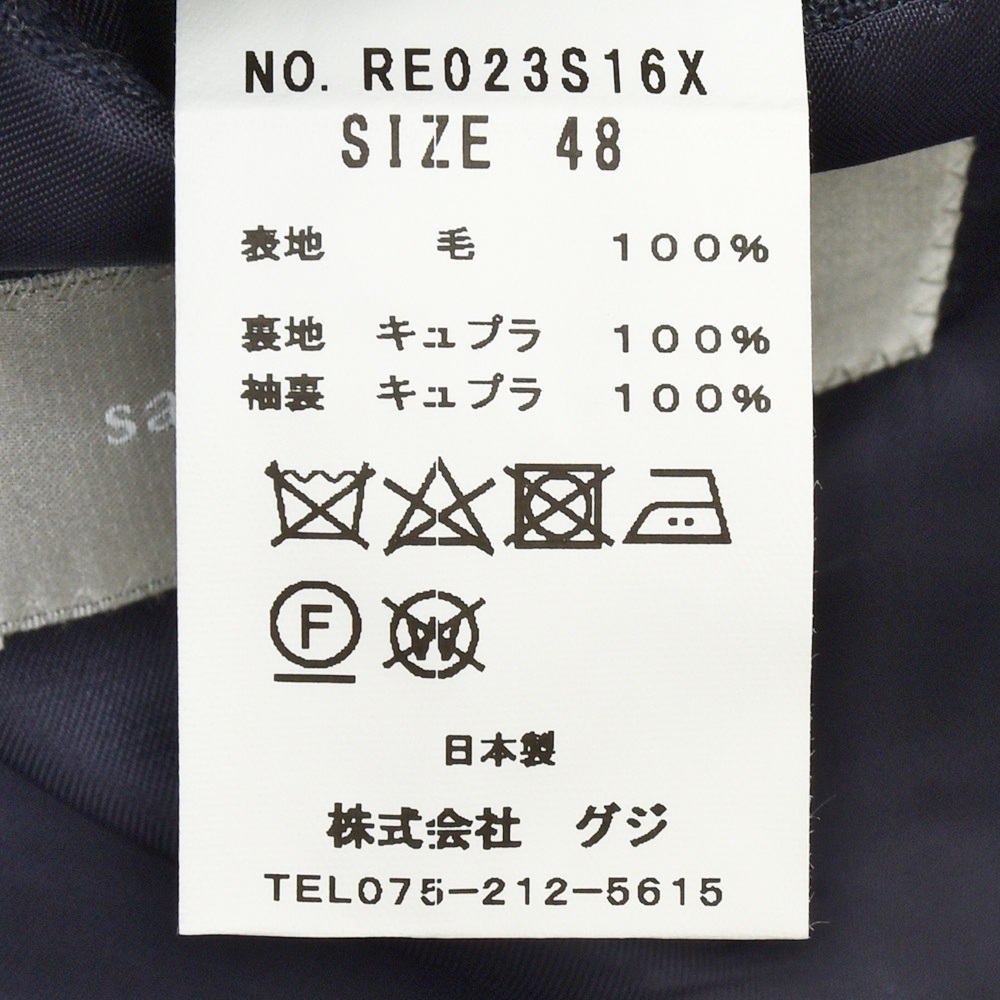 NO. RE023S16X
SIZE 48
表地 毛 100%
裏地 キュプラ 100%
袖裏 キュプラ 100%
F W
日本製
株式会社 グジ
TEL075-212-5615